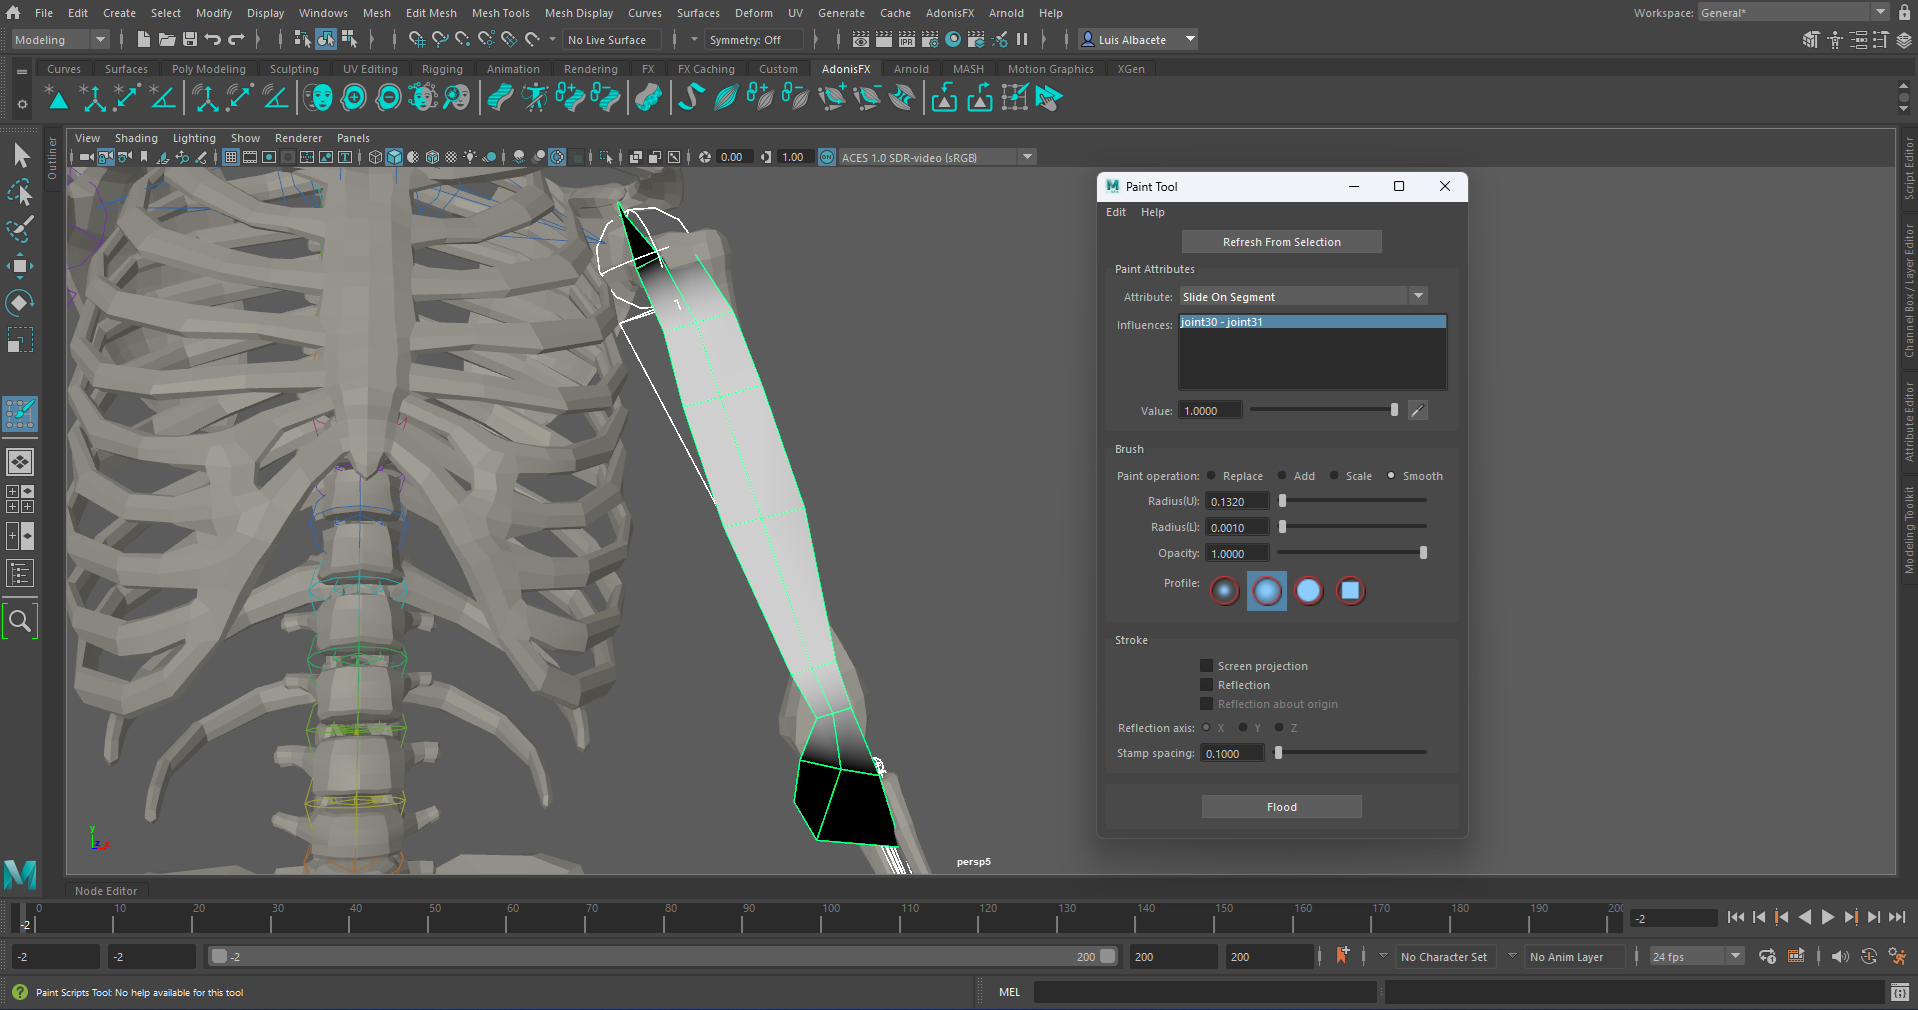 File Edit Create Select Modify Display Windows Mesh Edit Mesh Mesh Tools Mesh Display Curves Surfaces Deform UV Generate Cache AdonisFX Arnold Help
Workspace: General*
Modeling
No Live Surface
Symmetry: Off
IPR
Luis Albacete
Curves Surfaces Poly Modeling Sculpting UV Editing Rigging Animation Rendering FX FX Caching Custom AdonisFX Arnold MASH Motion Graphics XGen
View Shading Lighting Show Renderer Panels
0.00
1.00
ON
ACES 1.0 SDR-video (sRGB)
Outliner
Paint Tool
Edit Help
Refresh From Selection
Paint Attributes
Attribute: Slide On Segment
Influences: joint30 - joint31
Value: 1.0000
Brush
Paint operation: Replace Add Scale Smooth
Radius(U): 0.1320
Radius(L): 0.0010
Opacity: 1.0000
Profile:
Stroke
Screen projection
Reflection
Reflection about origin
Reflection axis: X Y Z
Stamp spacing: 0.1000
Flood
Script Editor
Channel Box / Layer Editor
Attribute Editor
Modeling Toolkit
y
z
persp5
Node Editor
0 10 20 30 40 50 60 70 80 90 100 110 120 130 140 150 160 170 180 190 200
-2
-2
-2
-2
-2
200
200
200
No Character Set
No Anim Layer
24 fps
Paint Scripts Tool: No help available for this tool
MEL